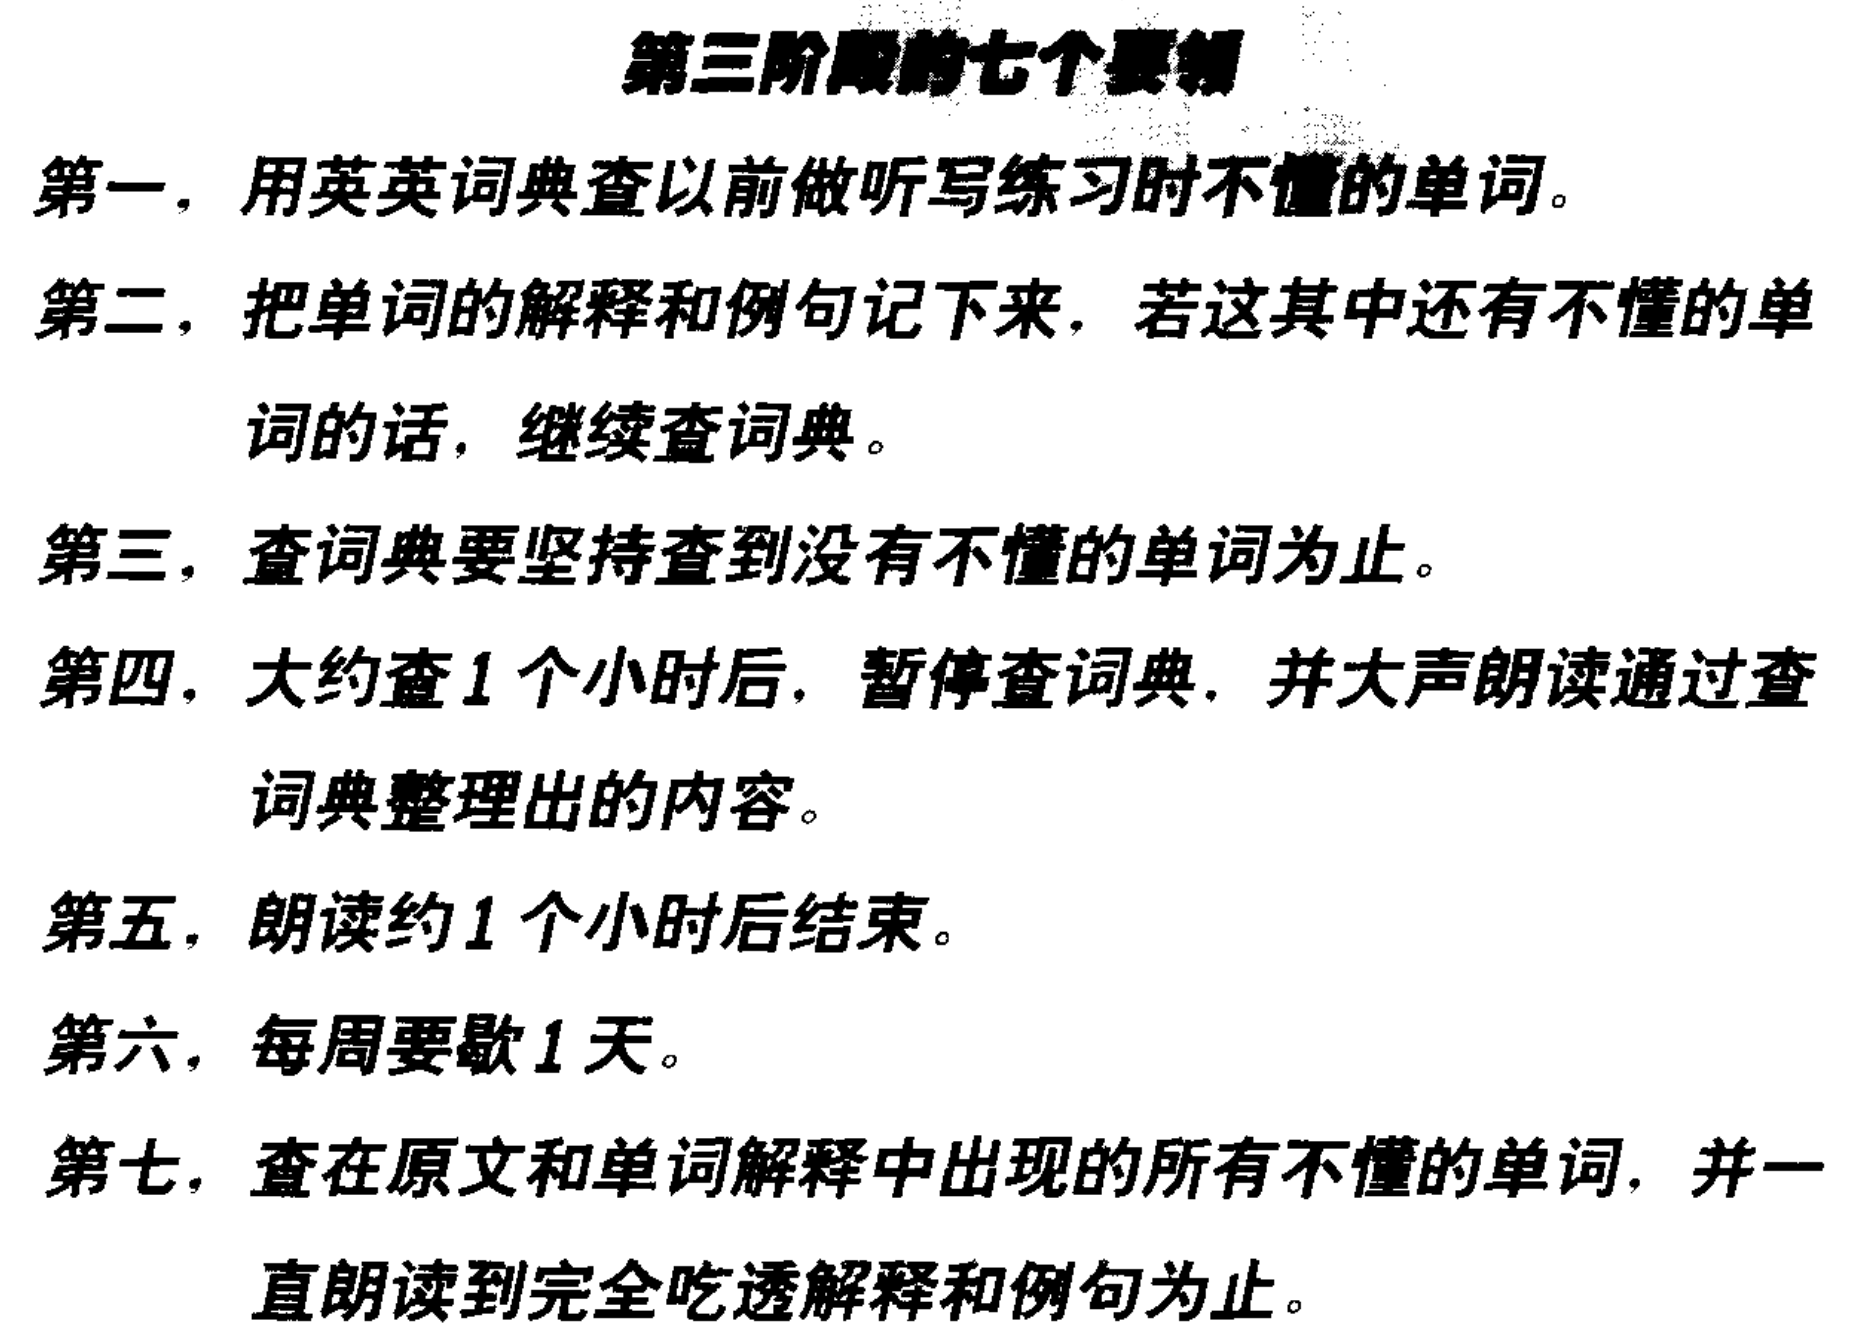 第三阶段的七个要领
第一，用英英词典查以前做听写练习时不懂的单词。
第二，把单词的解释和例句记下来，若这其中还有不懂的单
词的话，继续查词典。
第三，查词典要坚持查到没有不懂的单词为止。
第四，大约查1个小时后，暂停查词典，并大声朗读通过查
词典整理出的内容。
第五，朗读约1个小时后结束。
第六，每周要歇1天。
第七，查在原文和单词解释中出现的所有不懂的单词，并一
直朗读到完全吃透解释和例句为止。